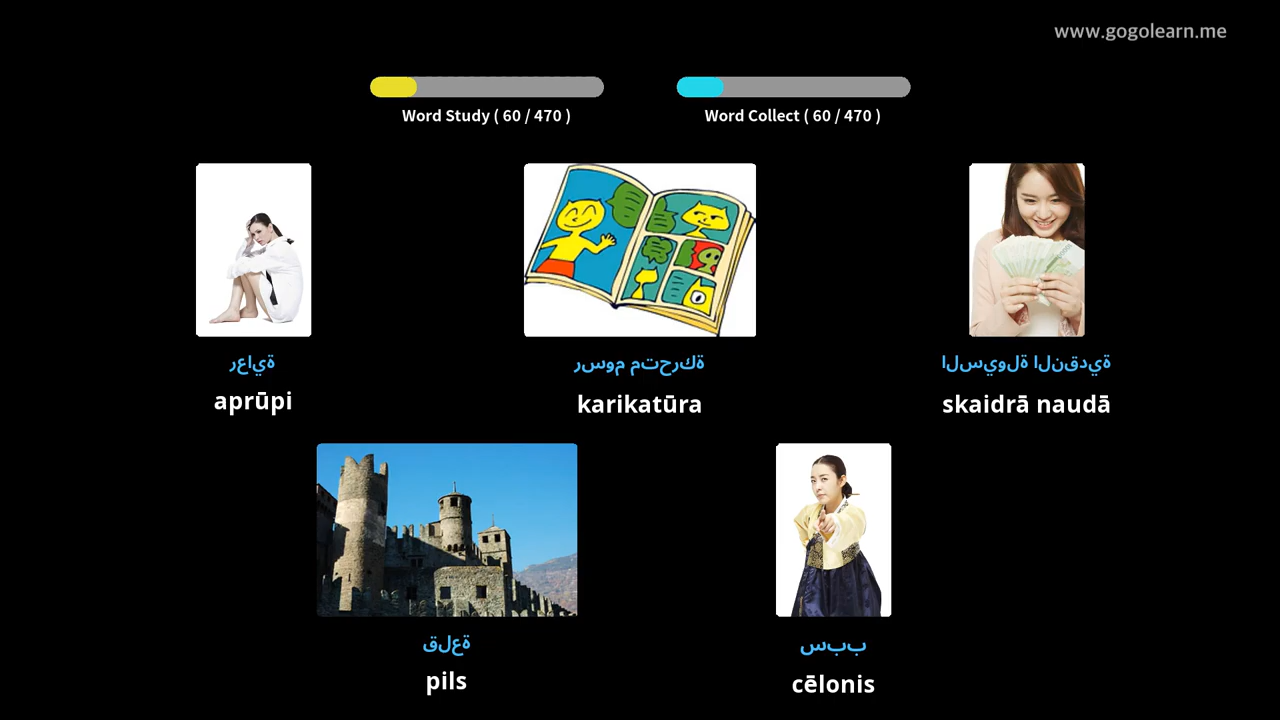 www.gogolearn.me
Word Study ( 60 / 470 )
Word Collect ( 60 / 470 )
رعاية
aprūpi
رسوم متحركة
karikatūra
السيولة النقدية
skaidrā naudā
قلعة
pils
سبب
cēlonis